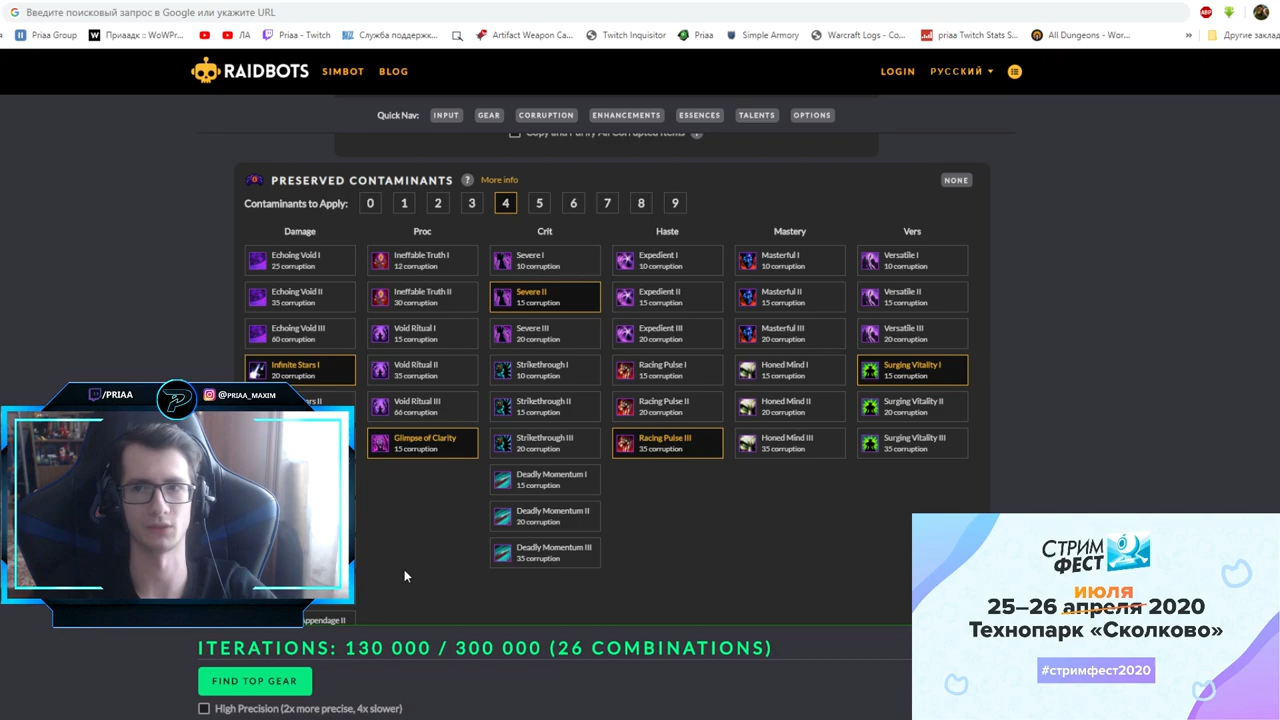 Введите поисковый запрос в Google или укажите URL
ABP
Priaa Group
Приаадк :: WoWPr...
ЛА
Priaa - Twitch
Служба поддержк...
Artifact Weapon Ca...
Twitch Inquisitor
Priaa
Simple Armory
Warcraft Logs - Co...
priaa Twitch Stats S...
All Dungeons - Wor...
»
Другие заклад
RAIDBOTS
SIMBOT
BLOG
LOGIN
РУССКИЙ
Quick Nav:
INPUT
GEAR
CORRUPTION
ENHANCEMENTS
ESSENCES
TALENTS
OPTIONS
Copy and Purify All Corrupted Items ?
PRESERVED CONTAMINANTS ? More info
NONE
Contaminants to Apply: 0 1 2 3 4 5 6 7 8 9
Damage Proc Crit Haste Mastery Vers
Echoing Void I
25 corruption
Ineffable Truth I
12 corruption
Severe I
10 corruption
Expedient I
10 corruption
Masterful I
10 corruption
Versatile I
10 corruption
Echoing Void II
35 corruption
Ineffable Truth II
30 corruption
Severe II
15 corruption
Expedient II
15 corruption
Masterful II
15 corruption
Versatile II
15 corruption
Echoing Void III
60 corruption
Void Ritual I
15 corruption
Severe III
20 corruption
Expedient III
20 corruption
Masterful III
20 corruption
Versatile III
20 corruption
Infinite Stars I
20 corruption
Void Ritual II
35 corruption
Strikethrough I
10 corruption
Racing Pulse I
15 corruption
Honed Mind I
15 corruption
Surging Vitality I
15 corruption
Void Ritual III
66 corruption
Strikethrough II
15 corruption
Racing Pulse II
20 corruption
Honed Mind II
20 corruption
Surging Vitality II
20 corruption
Glimpse of Clarity
15 corruption
Strikethrough III
20 corruption
Racing Pulse III
35 corruption
Honed Mind III
35 corruption
Surging Vitality III
35 corruption
Deadly Momentum I
15 corruption
Deadly Momentum II
20 corruption
Deadly Momentum III
35 corruption
/PRIAA
@PRIAA_MAXIM
Appendage II
СТРИМ
ФЕСТ
июля
25–26 апреля 2020
Технопарк «Сколково»
#стримфест2020
ITERATIONS: 130 000 / 300 000 (26 COMBINATIONS)
FIND TOP GEAR
High Precision (2x more precise, 4x slower)